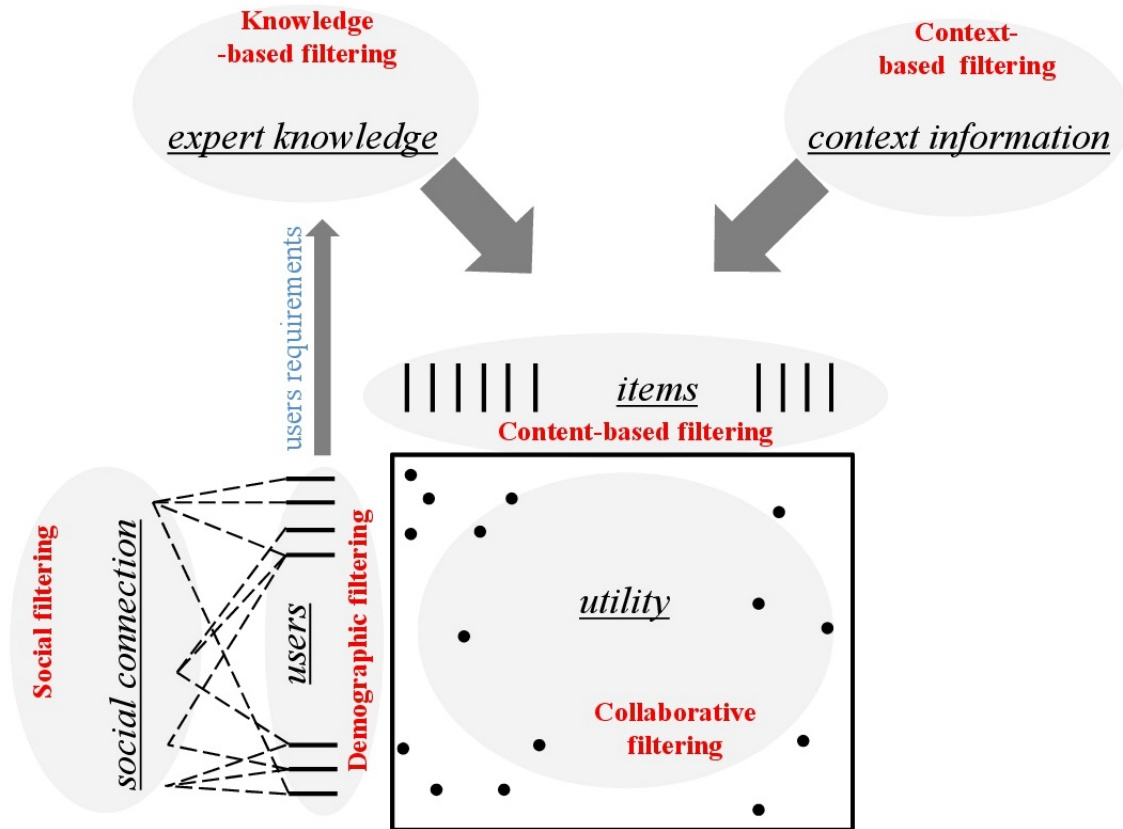 Knowledge
-based filtering
expert knowledge
Context-
based filtering
context information
users requirements
items
Content-based filtering
Social filtering
social connection
users
Demographic filtering
utility
Collaborative
filtering